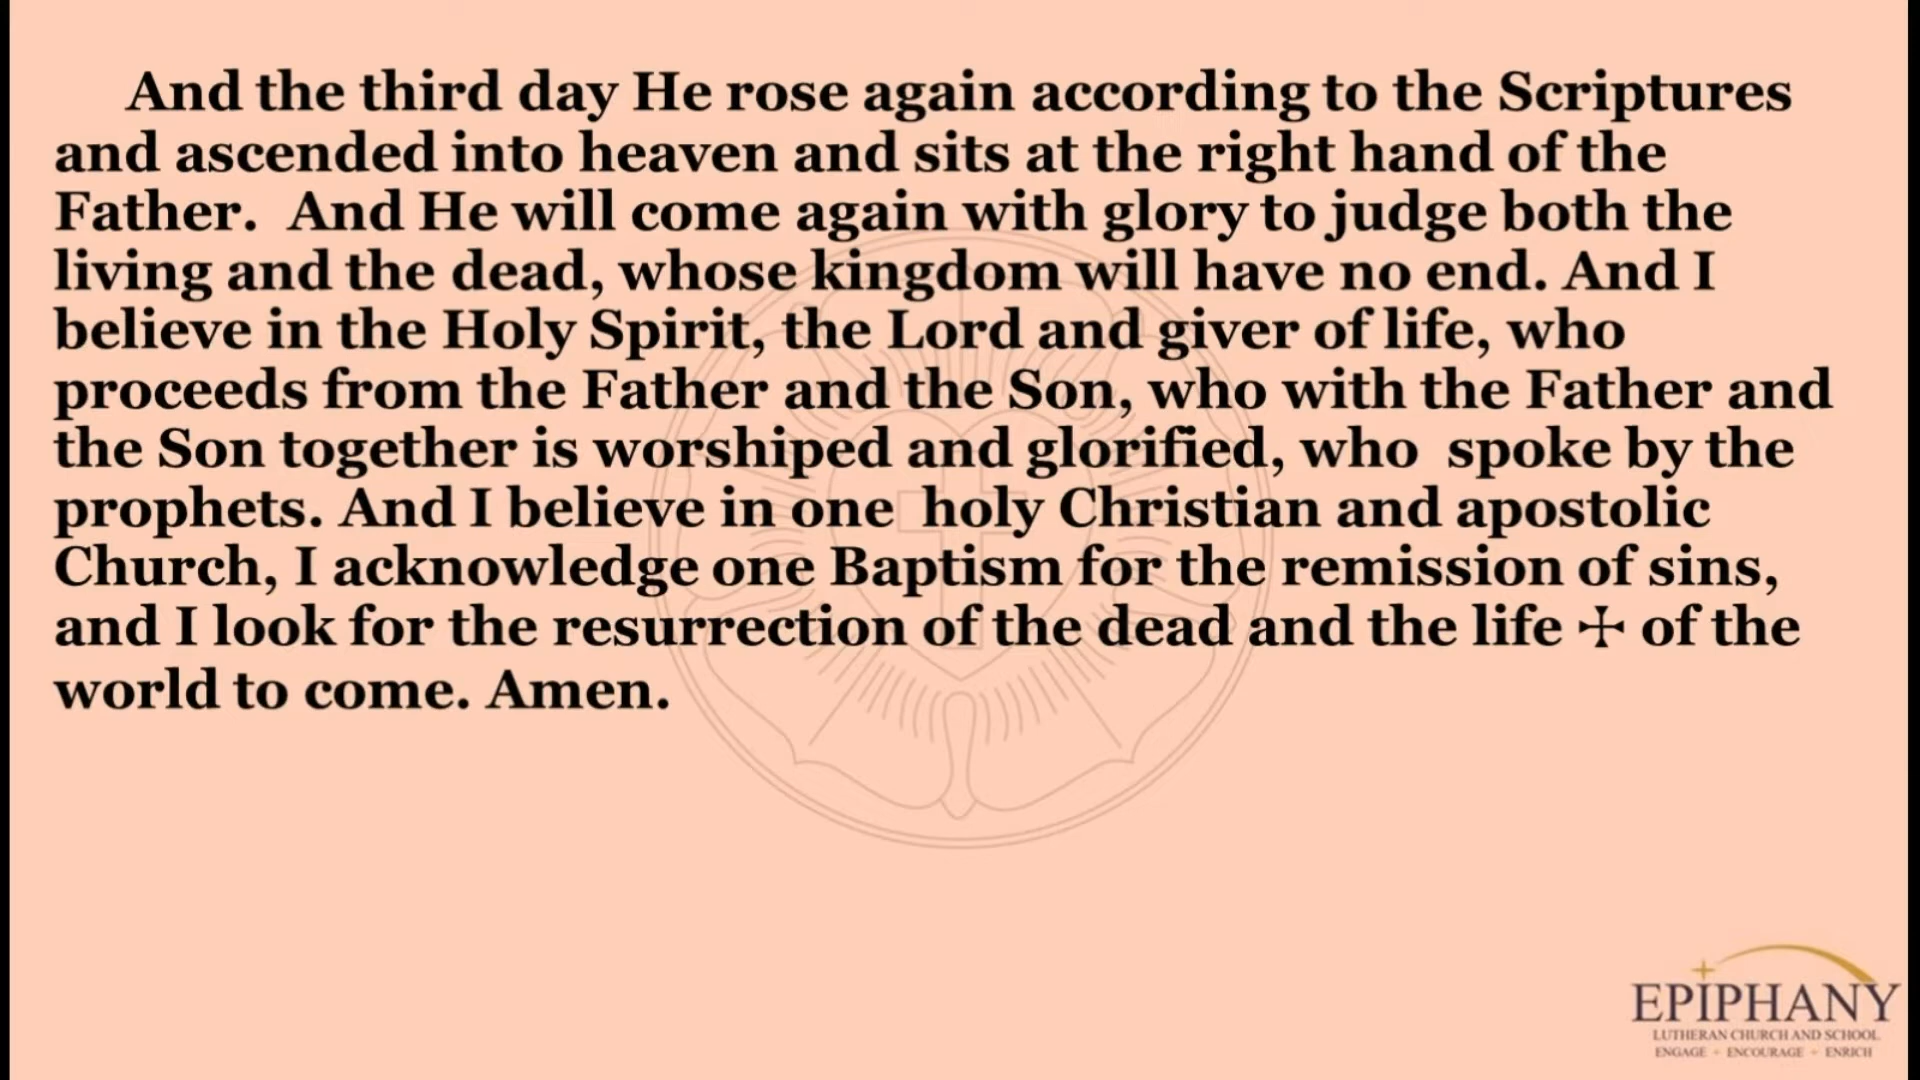 And the third day He rose again according to the Scriptures
and ascended into heaven and sits at the right hand of the
Father.  And He will come again with glory to judge both the
living and the dead, whose kingdom will have no end. And I
believe in the Holy Spirit, the Lord and giver of life, who
proceeds from the Father and the Son, who with the Father and
the Son together is worshiped and glorified, who  spoke by the
prophets. And I believe in one  holy Christian and apostolic
Church, I acknowledge one Baptism for the remission of sins,
and I look for the resurrection of the dead and the life ☩ of the
world to come. Amen.
EPIPHANY
LUTHERAN CHURCH AND SCHOOL
ENGAGE + ENCOURAGE + ENRICH